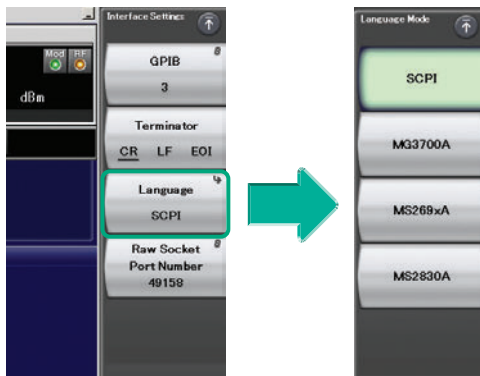 Interface Settings
Mod RF
dBm
GPIB
3
Terminator
CR LF EOI
Language
SCPI
Raw Socket
Port Number
49158
Language Mode
SCPI
MG3700A
MS269xA
MS2830A